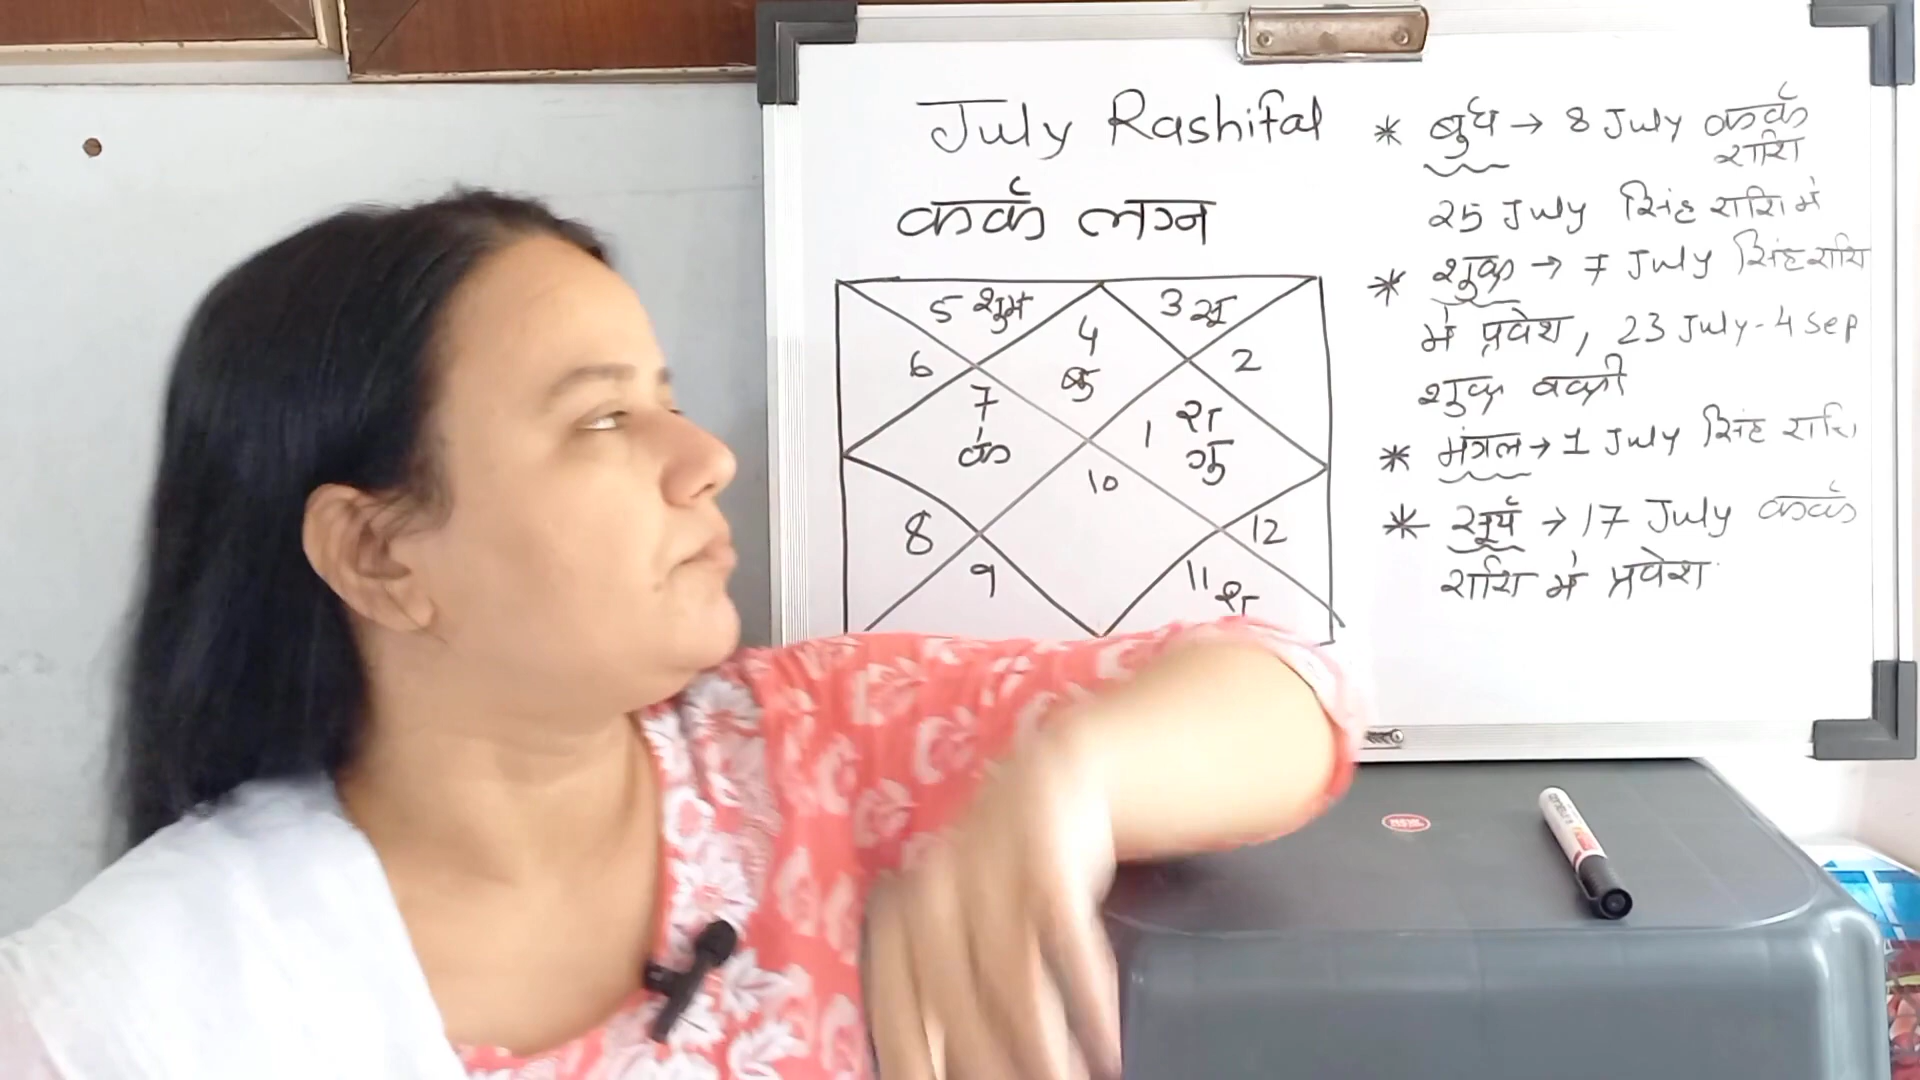 July Rashifal
कर्क लग्न
5 शु मं
3 सू
4
बु
6
2
7
के
1 रा
गु
10
8
12
9
11
श
* बुध → 8 July कर्क
राशि
25 July सिंह राशि में
* शुक्र → 7 July सिंह राशि
में प्रवेश, 23 July - 4 Sep
शुक्र वक्री
* मंगल → 1 July सिंह राशि
* सूर्य → 17 July कर्क
राशि में प्रवेश